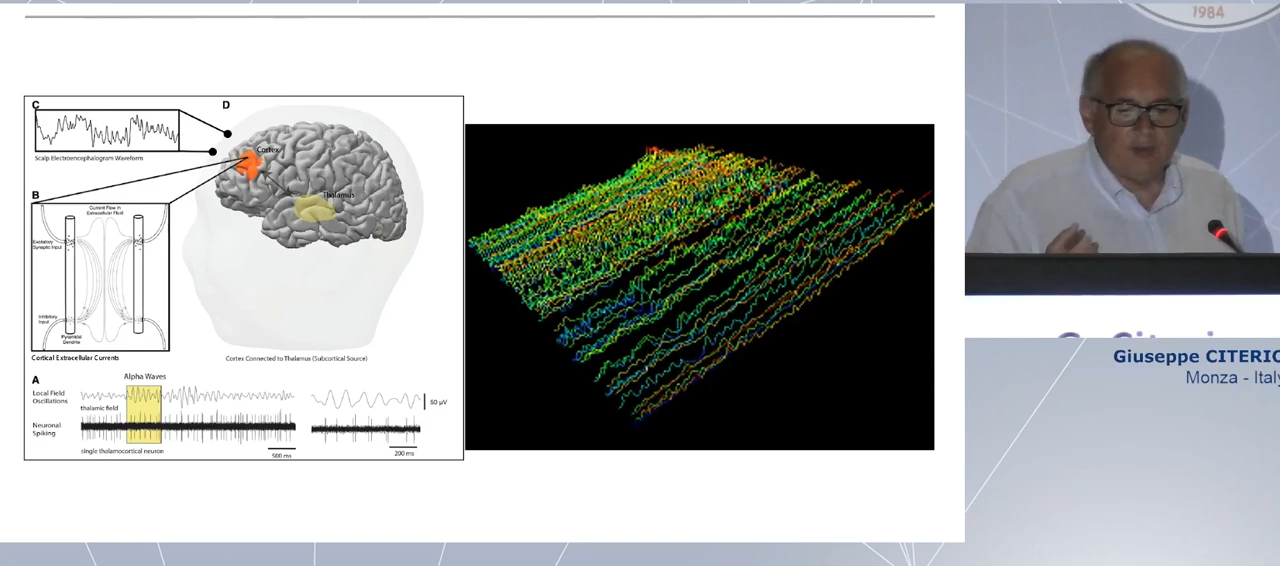 1984
C
D
Cortex
Scalp Electroencephalogram Waveform
Thalamus
B
Current Flow in
Extracellular Fluid
Excitatory
Synaptic Input
Inhibitory
Input
Pyramidal
Dendrite
Cortical Extracellular Currents
Cortex Connected to Thalamus (Subcortical Source)
A
Alpha Waves
Local Field
Oscillations
50 µV
thalamic field
Neuronal
Spiking
single thalamocortical neuron
500 ms
200 ms
Giuseppe CITERIO
Monza - Italy